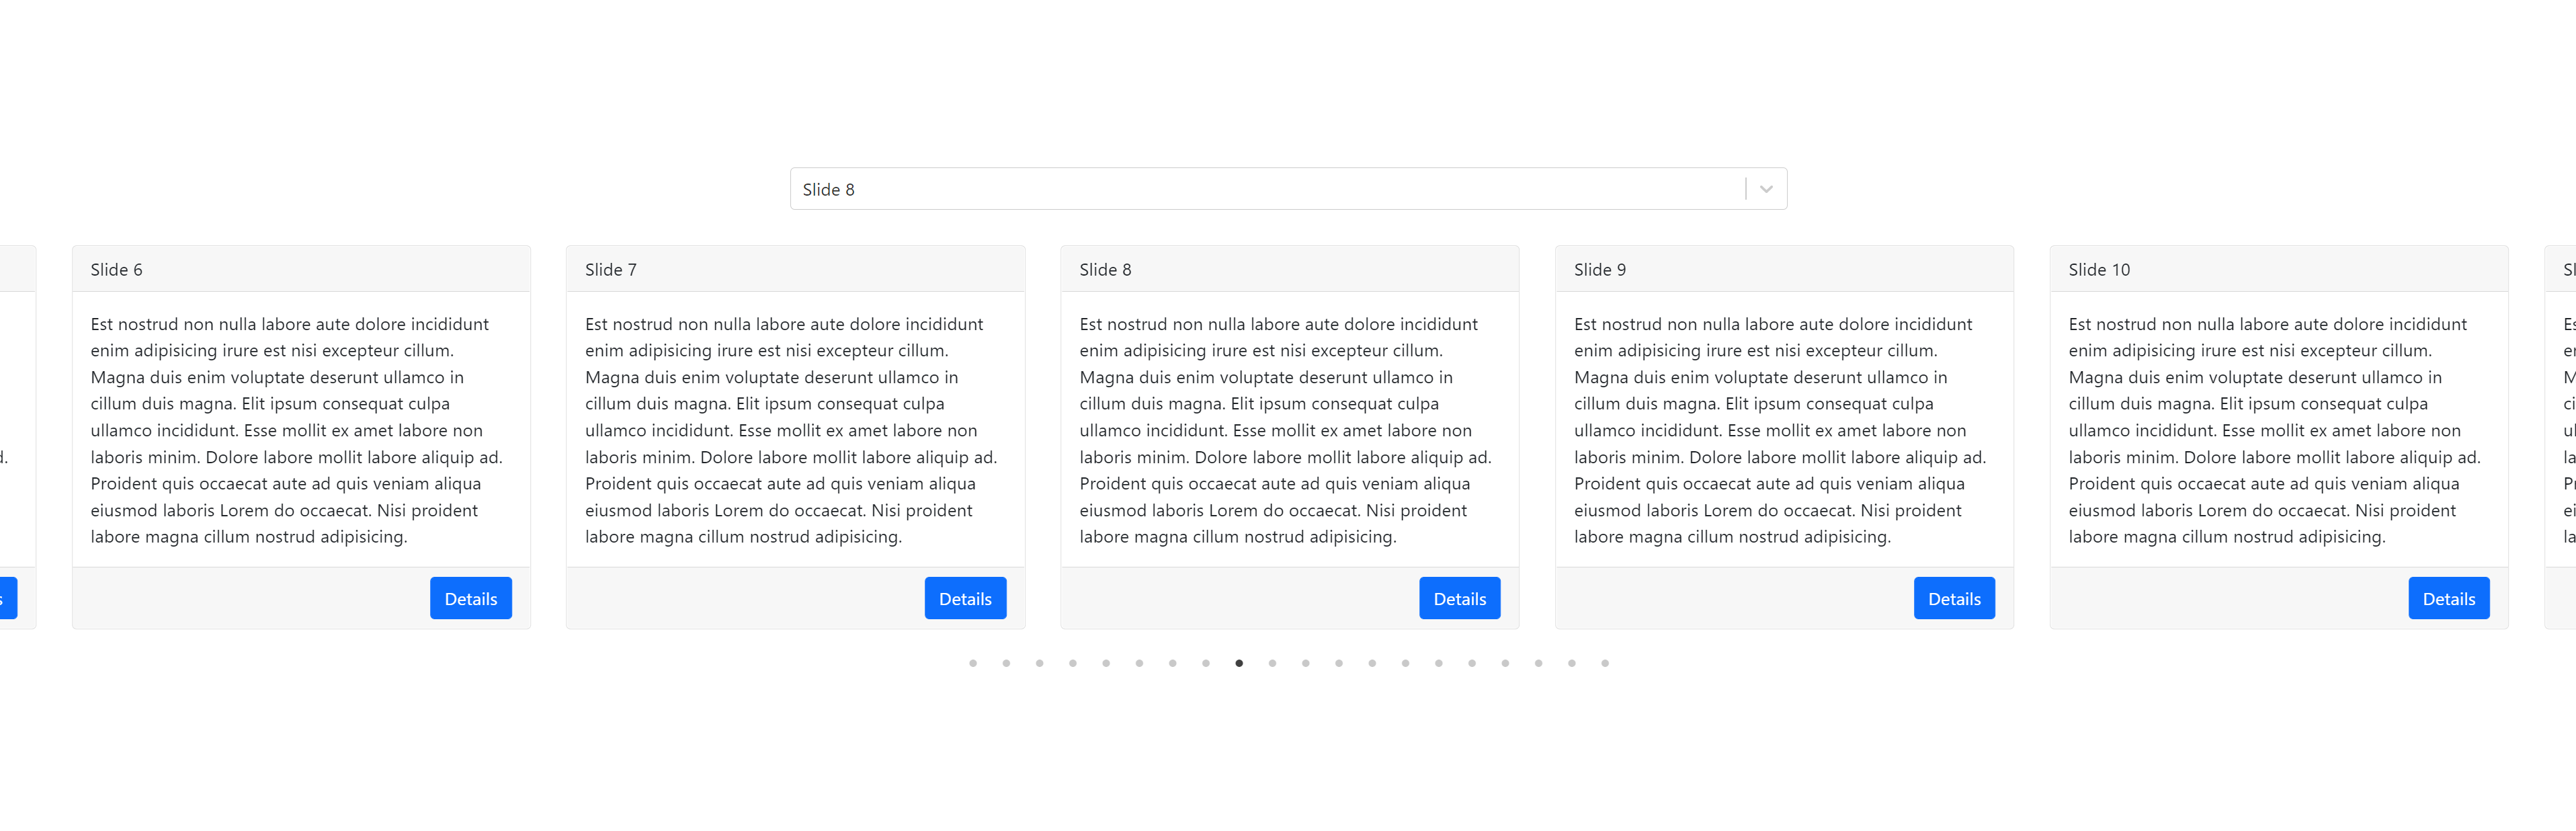 Slide 8
Slide 6
Est nostrud non nulla labore aute dolore incididunt
enim adipisicing irure est nisi excepteur cillum.
Magna duis enim voluptate deserunt ullamco in
cillum duis magna. Elit ipsum consequat culpa
ullamco incididunt. Esse mollit ex amet labore non
laboris minim. Dolore labore mollit labore aliquip ad.
Proident quis occaecat aute ad quis veniam aliqua
eiusmod laboris Lorem do occaecat. Nisi proident
labore magna cillum nostrud adipisicing.
Details
Slide 7
Est nostrud non nulla labore aute dolore incididunt
enim adipisicing irure est nisi excepteur cillum.
Magna duis enim voluptate deserunt ullamco in
cillum duis magna. Elit ipsum consequat culpa
ullamco incididunt. Esse mollit ex amet labore non
laboris minim. Dolore labore mollit labore aliquip ad.
Proident quis occaecat aute ad quis veniam aliqua
eiusmod laboris Lorem do occaecat. Nisi proident
labore magna cillum nostrud adipisicing.
Details
Slide 8
Est nostrud non nulla labore aute dolore incididunt
enim adipisicing irure est nisi excepteur cillum.
Magna duis enim voluptate deserunt ullamco in
cillum duis magna. Elit ipsum consequat culpa
ullamco incididunt. Esse mollit ex amet labore non
laboris minim. Dolore labore mollit labore aliquip ad.
Proident quis occaecat aute ad quis veniam aliqua
eiusmod laboris Lorem do occaecat. Nisi proident
labore magna cillum nostrud adipisicing.
Details
Slide 9
Est nostrud non nulla labore aute dolore incididunt
enim adipisicing irure est nisi excepteur cillum.
Magna duis enim voluptate deserunt ullamco in
cillum duis magna. Elit ipsum consequat culpa
ullamco incididunt. Esse mollit ex amet labore non
laboris minim. Dolore labore mollit labore aliquip ad.
Proident quis occaecat aute ad quis veniam aliqua
eiusmod laboris Lorem do occaecat. Nisi proident
labore magna cillum nostrud adipisicing.
Details
Slide 10
Est nostrud non nulla labore aute dolore incididunt
enim adipisicing irure est nisi excepteur cillum.
Magna duis enim voluptate deserunt ullamco in
cillum duis magna. Elit ipsum consequat culpa
ullamco incididunt. Esse mollit ex amet labore non
laboris minim. Dolore labore mollit labore aliquip ad.
Proident quis occaecat aute ad quis veniam aliqua
eiusmod laboris Lorem do occaecat. Nisi proident
labore magna cillum nostrud adipisicing.
Details